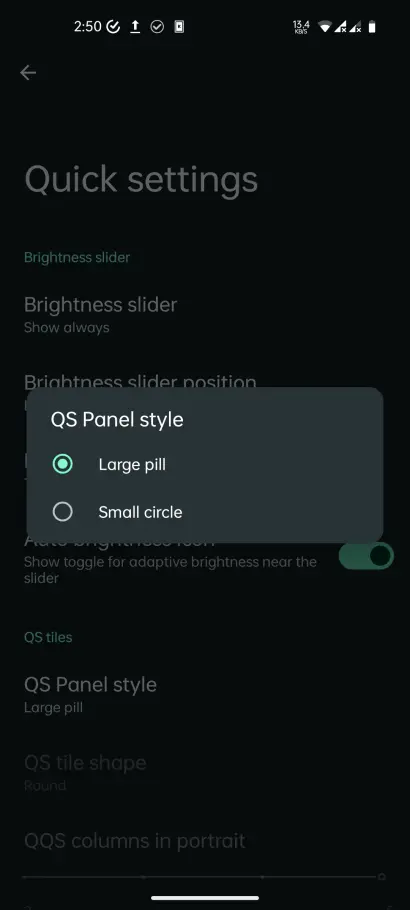 2:50
13.4
KB/S
Quick settings
Brightness slider
Brightness slider
Show always
Brightness slider position
QS Panel style
Large pill
Small circle
Auto brightness icon
Show toggle for adaptive brightness near the
slider
QS tiles
QS Panel style
Large pill
QS tile shape
Round
QQS columns in portrait